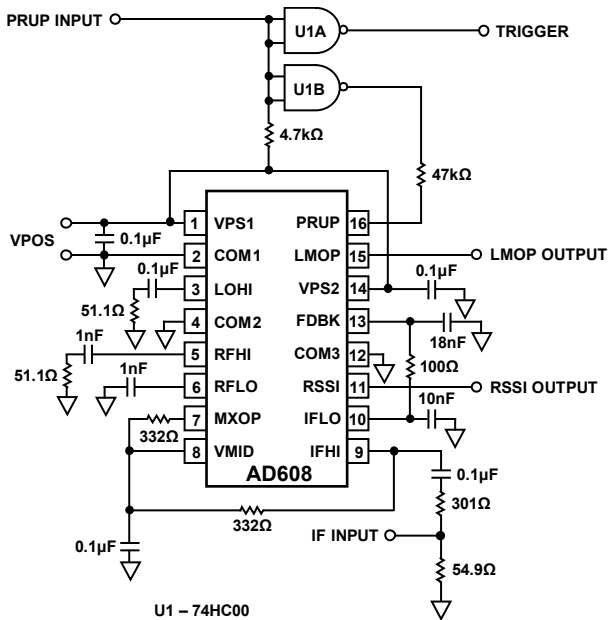 PRUP INPUT
U1A
TRIGGER
U1B
4.7kΩ
47kΩ
VPOS
0.1µF
1 VPS1
PRUP 16
2 COM1
LMOP 15
LMOP OUTPUT
0.1µF
3 LOHI
VPS2 14
0.1µF
51.1Ω
4 COM2
FDBK 13
18nF
1nF
5 RFHI
COM3 12
100Ω
51.1Ω
1nF
6 RFLO
RSSI 11
RSSI OUTPUT
10nF
7 MXOP
IFLO 10
332Ω
8 VMID
IFHI 9
AD608
0.1µF
301Ω
332Ω
IF INPUT
0.1µF
54.9Ω
U1 – 74HC00